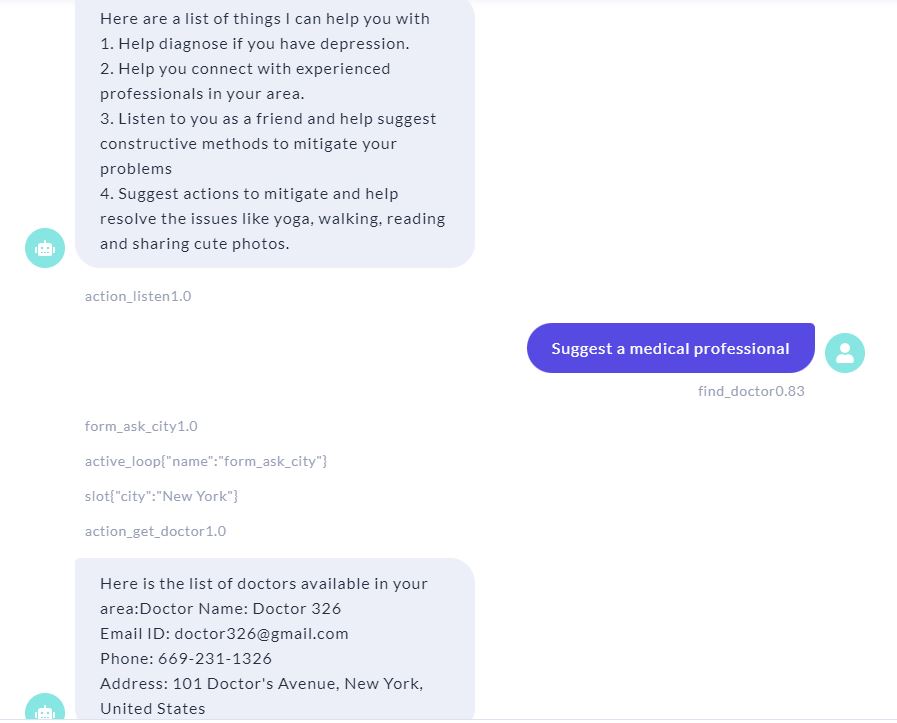 Here are a list of things I can help you with
1. Help diagnose if you have depression.
2. Help you connect with experienced
professionals in your area.
3. Listen to you as a friend and help suggest
constructive methods to mitigate your
problems
4. Suggest actions to mitigate and help
resolve the issues like yoga, walking, reading
and sharing cute photos.
action_listen1.0
Suggest a medical professional
find_doctor0.83
form_ask_city1.0
active_loop{"name":"form_ask_city"}
slot{"city":"New York"}
action_get_doctor1.0
Here is the list of doctors available in your
area:Doctor Name: Doctor 326
Email ID: doctor326@gmail.com
Phone: 669-231-1326
Address: 101 Doctor's Avenue, New York,
United States